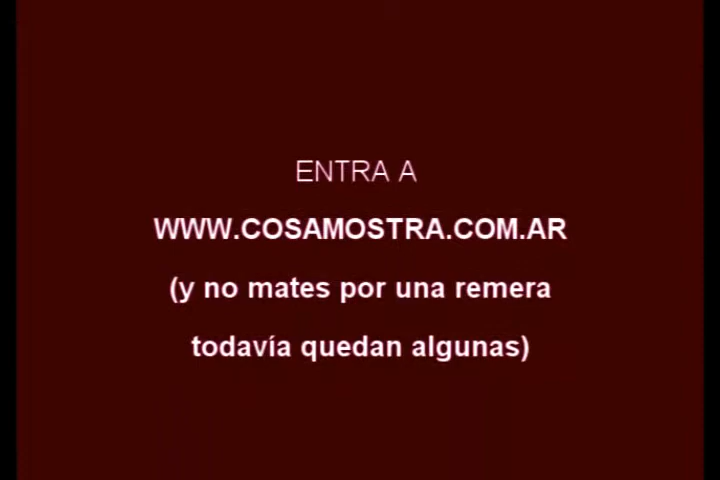 ENTRA A
WWW.COSAMOSTRA.COM.AR
(y no mates por una remera
todavía quedan algunas)